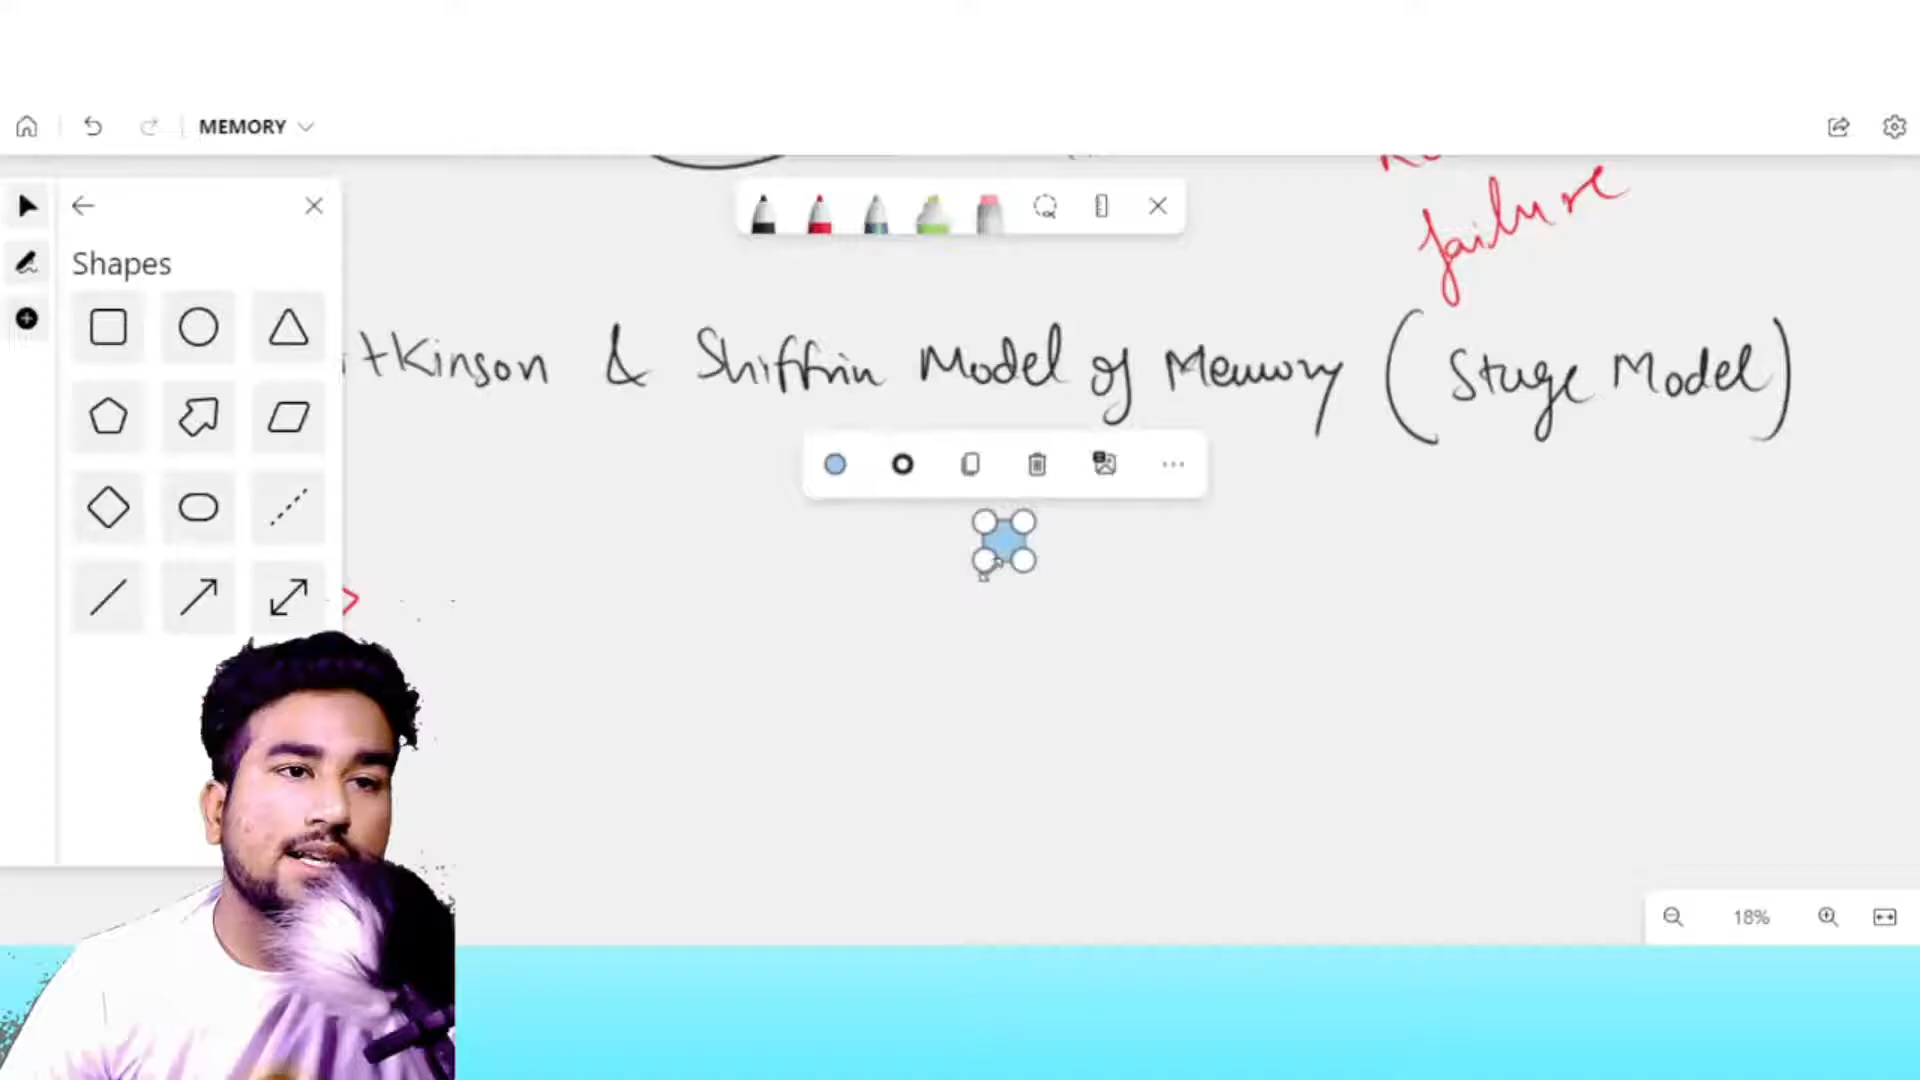 MEMORY
failure
Shapes
tkinson & Shiffrin Model of Memory (Stage Model)
18%